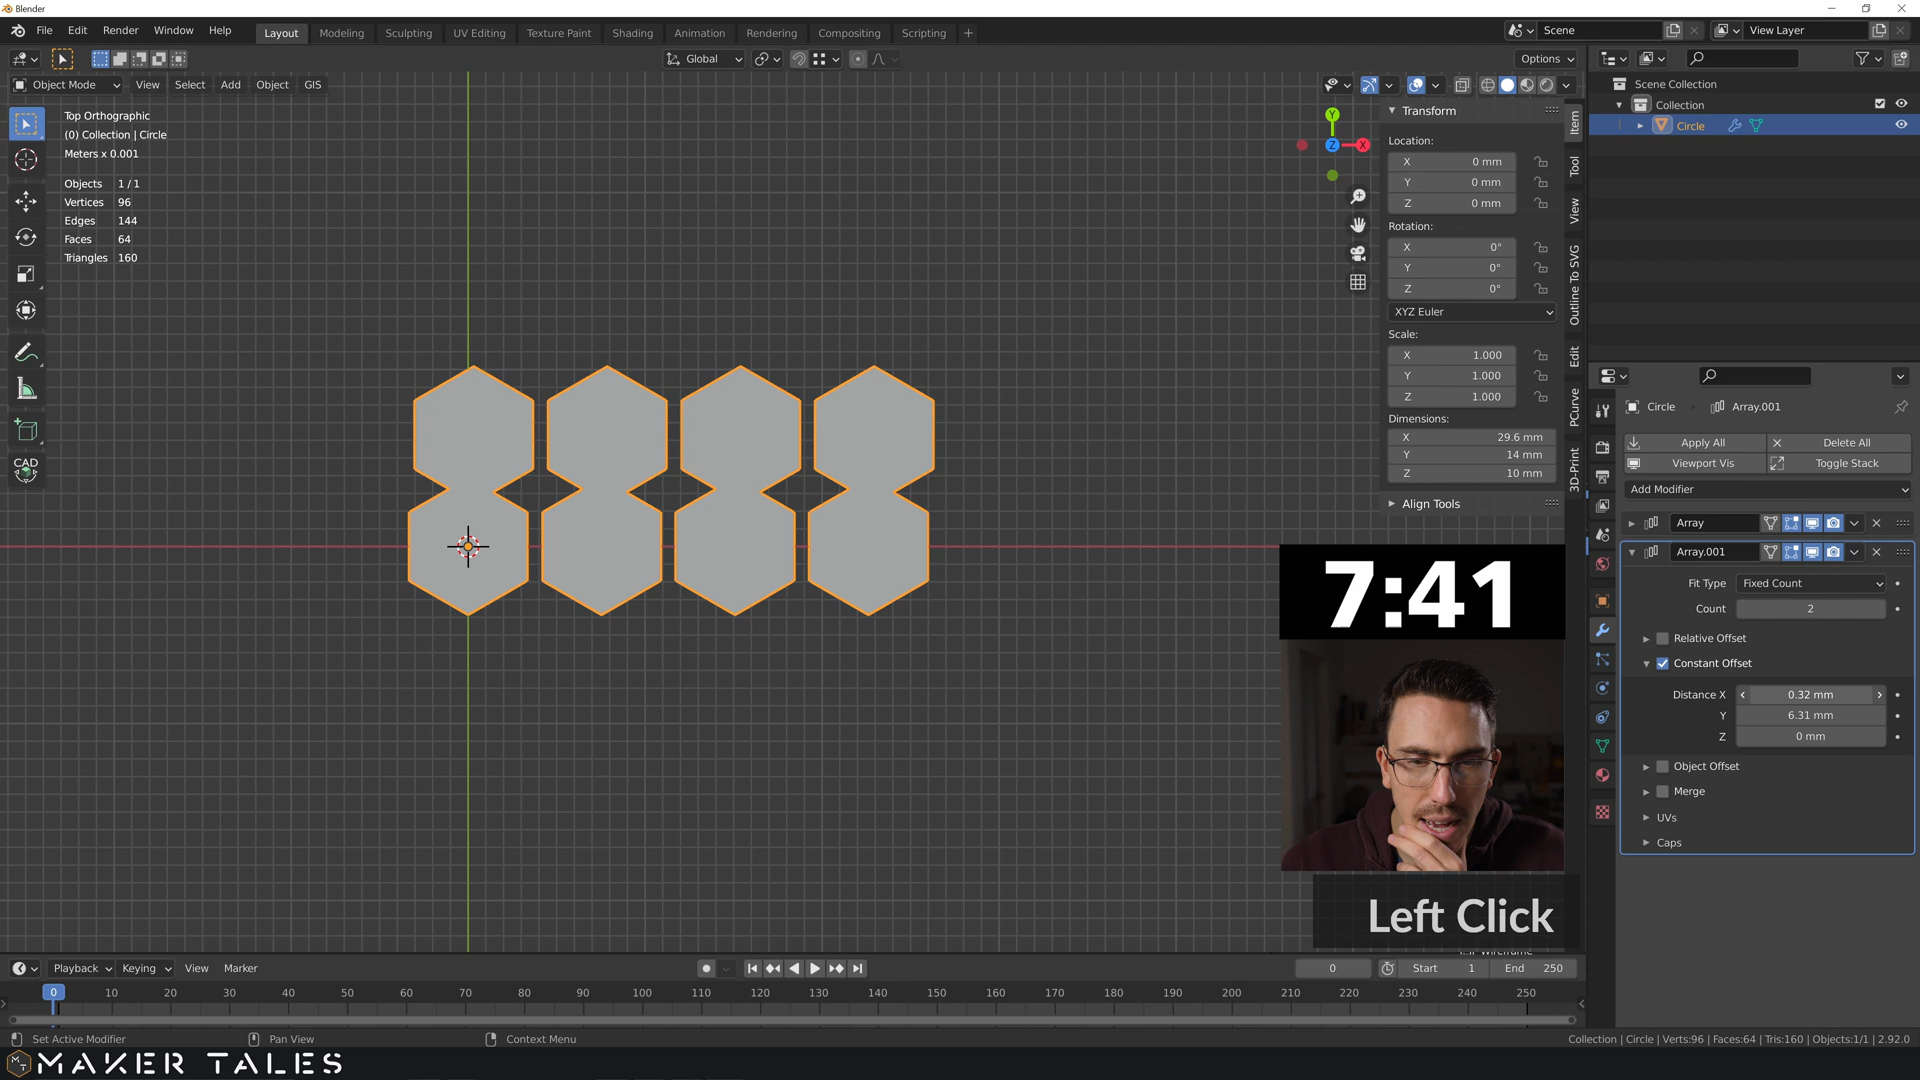 Blender
File Edit Render Window Help
Layout Modeling Sculpting UV Editing Texture Paint Shading Animation Rendering Compositing Scripting +
Scene
View Layer
Global
Options
Object Mode View Select Add Object GIS
Top Orthographic
(0) Collection | Circle
Meters x 0.001
Objects 1 / 1
Vertices 96
Edges 144
Faces 64
Triangles 160
CAD
Y
Z
X
Transform
Location:
X 0 mm
Y 0 mm
Z 0 mm
Rotation:
X 0°
Y 0°
Z 0°
XYZ Euler
Scale:
X 1.000
Y 1.000
Z 1.000
Dimensions:
X 29.6 mm
Y 14 mm
Z 10 mm
Align Tools
Item
Tool
View
Outline To SVG
Edit
PCurve
3D-Print
Scene Collection
Collection
Circle
Circle Array.001
Apply All Delete All
Viewport Vis Toggle Stack
Add Modifier
Array
Array.001
Fit Type Fixed Count
Count 2
Relative Offset
Constant Offset
Distance X 0.32 mm
Y 6.31 mm
Z 0 mm
Object Offset
Merge
UVs
Caps
7:41
Left Click
Playback Keying View Marker
0
Start 1
End 250
0 10 20 30 40 50 60 70 80 90 100 110 120 130 140 150 160 170 180 190 200 210 220 230 240 250
Set Active Modifier
Pan View
Context Menu
Collection | Circle | Verts:96 | Faces:64 | Tris:160 | Objects:1/1 | 2.92.0
MAKER TALES